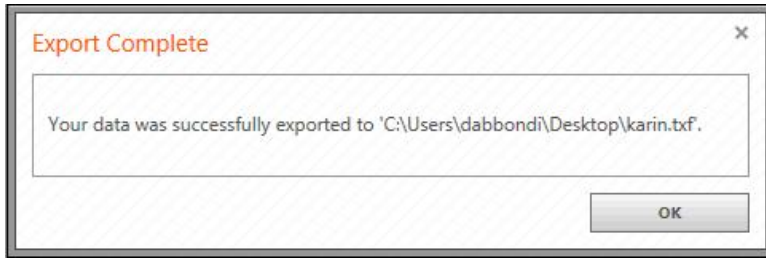 Export Complete
Your data was successfully exported to 'C:\Users\dabbondi\Desktop\karin.txf'.
OK